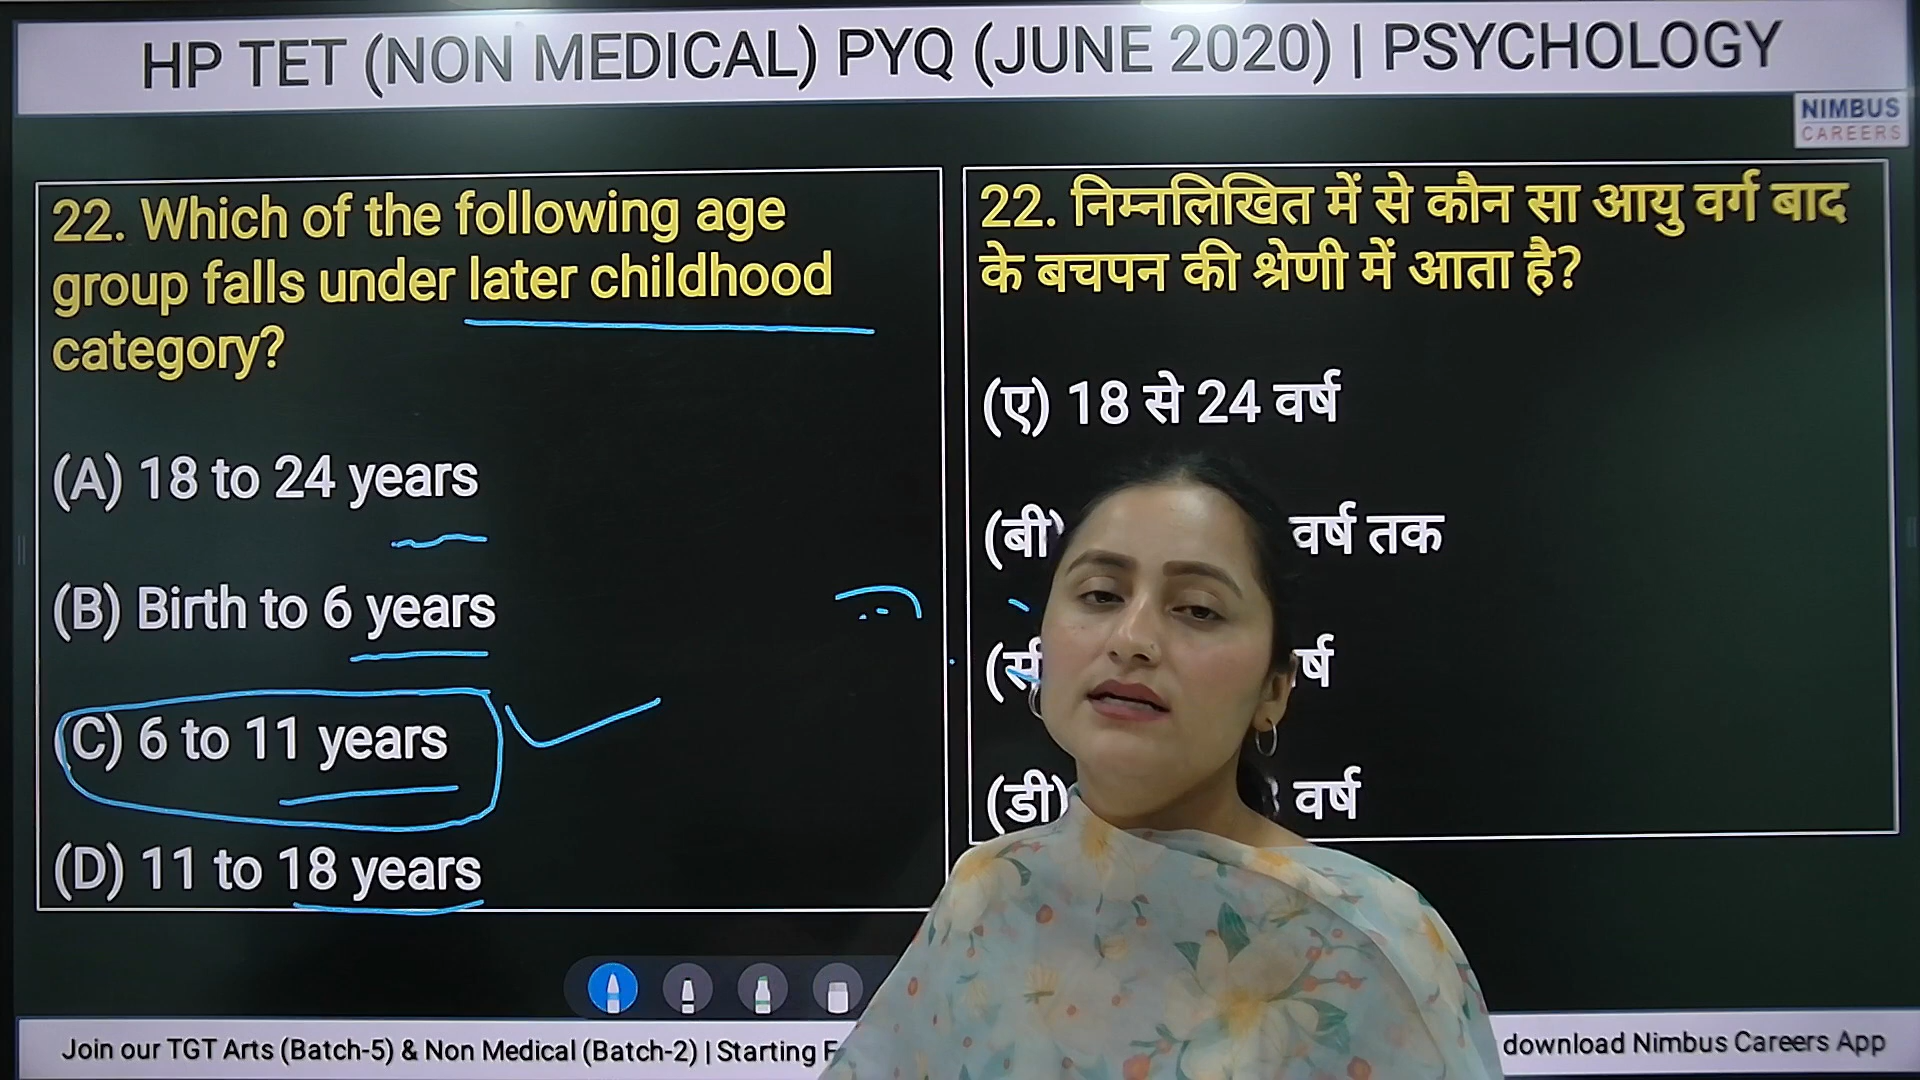 HP TET (NON MEDICAL) PYQ (JUNE 2020) | PSYCHOLOGY
NIMBUS
CAREERS
22. Which of the following age
group falls under later childhood
category?
(A) 18 to 24 years
(B) Birth to 6 years
(C) 6 to 11 years
(D) 11 to 18 years
22. निम्नलिखित में से कौन सा आयु वर्ग बाद
के बचपन की श्रेणी में आता है?
(ए) 18 से 24 वर्ष
(बी) वर्ष तक
(डी) वर्ष
Join our TGT Arts (Batch-5) & Non Medical (Batch-2) | Starting
download Nimbus Careers App